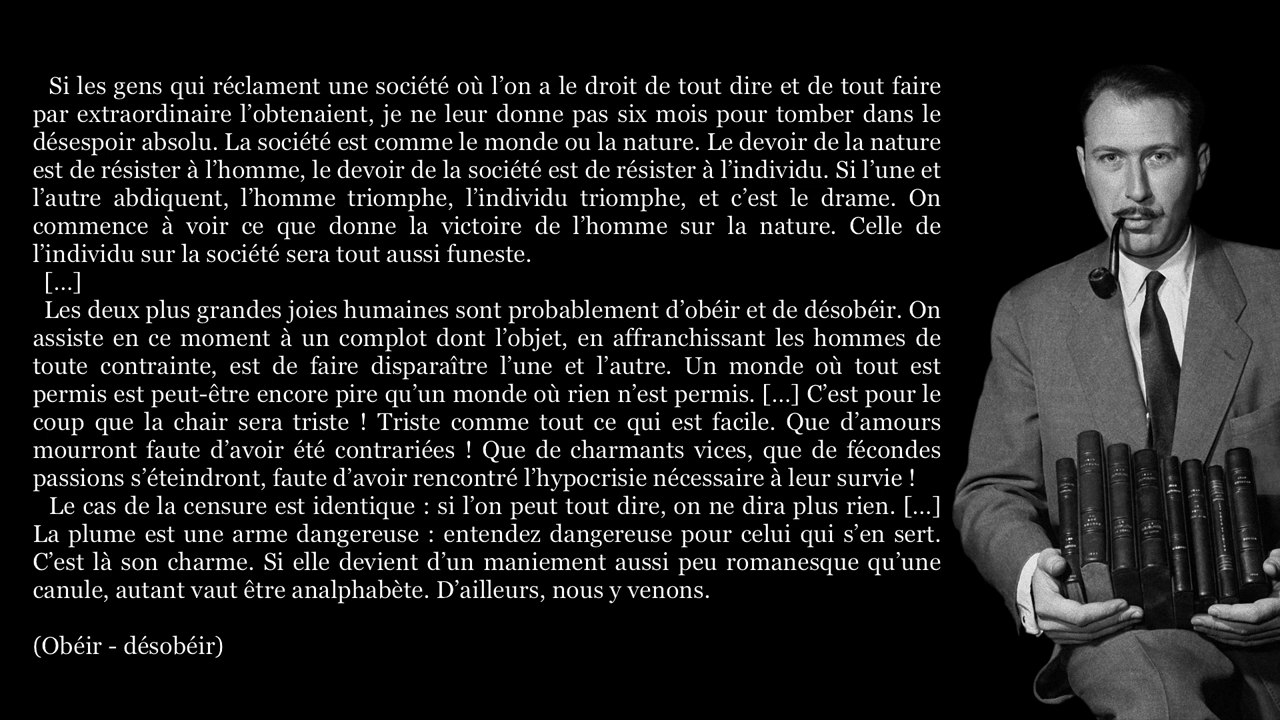 Si les gens qui réclament une société où l’on a le droit de tout dire et de tout faire
par extraordinaire l’obtenaient, je ne leur donne pas six mois pour tomber dans le
désespoir absolu. La société est comme le monde ou la nature. Le devoir de la nature
est de résister à l’homme, le devoir de la société est de résister à l’individu. Si l’une et
l’autre abdiquent, l’homme triomphe, l’individu triomphe, et c’est le drame. On
commence à voir ce que donne la victoire de l’homme sur la nature. Celle de
l’individu sur la société sera tout aussi funeste.
[...]
Les deux plus grandes joies humaines sont probablement d’obéir et de désobéir. On
assiste en ce moment à un complot dont l’objet, en affranchissant les hommes de
toute contrainte, est de faire disparaître l’une et l’autre. Un monde où tout est
permis est peut-être encore pire qu’un monde où rien n’est permis. [...] C’est pour le
coup que la chair sera triste ! Triste comme tout ce qui est facile. Que d’amours
mourront faute d’avoir été contrariées ! Que de charmants vices, que de fécondes
passions s’éteindront, faute d’avoir rencontré l’hypocrisie nécessaire à leur survie !
Le cas de la censure est identique : si l’on peut tout dire, on ne dira plus rien. [...]
La plume est une arme dangereuse : entendez dangereuse pour celui qui s’en sert.
C’est là son charme. Si elle devient d’un maniement aussi peu romanesque qu’une
canule, autant vaut être analphabète. D’ailleurs, nous y venons.
(Obéir - désobéir)